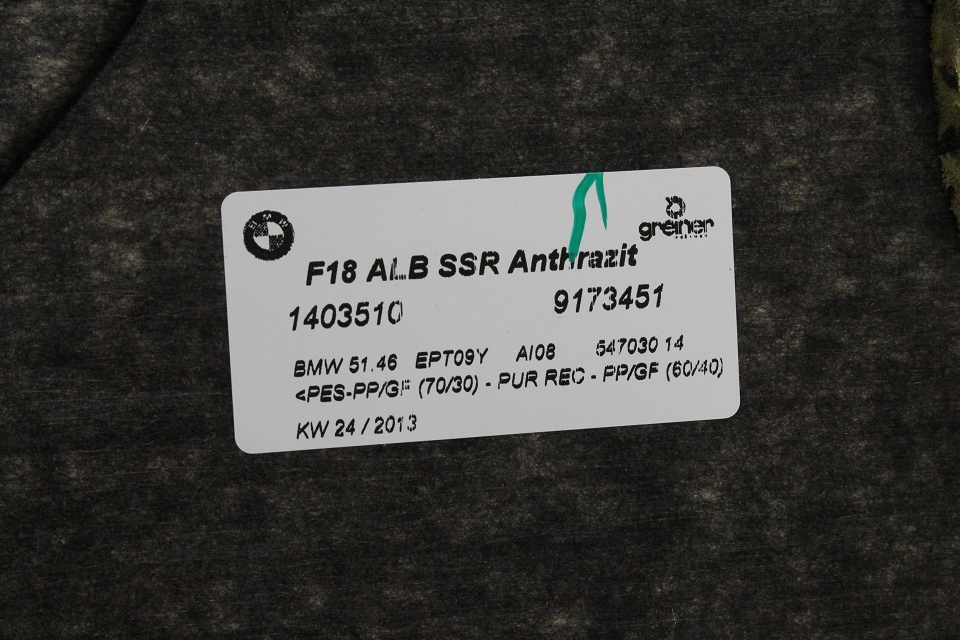 BMW
greiner
F18 ALB SSR Anthrazit
1403510 9173451
BMW 51.46 EPT09Y AI08 547030 14
<PES-PP/GF (70/30) - PUR REC - PP/GF (60/40)
KW 24 / 2013